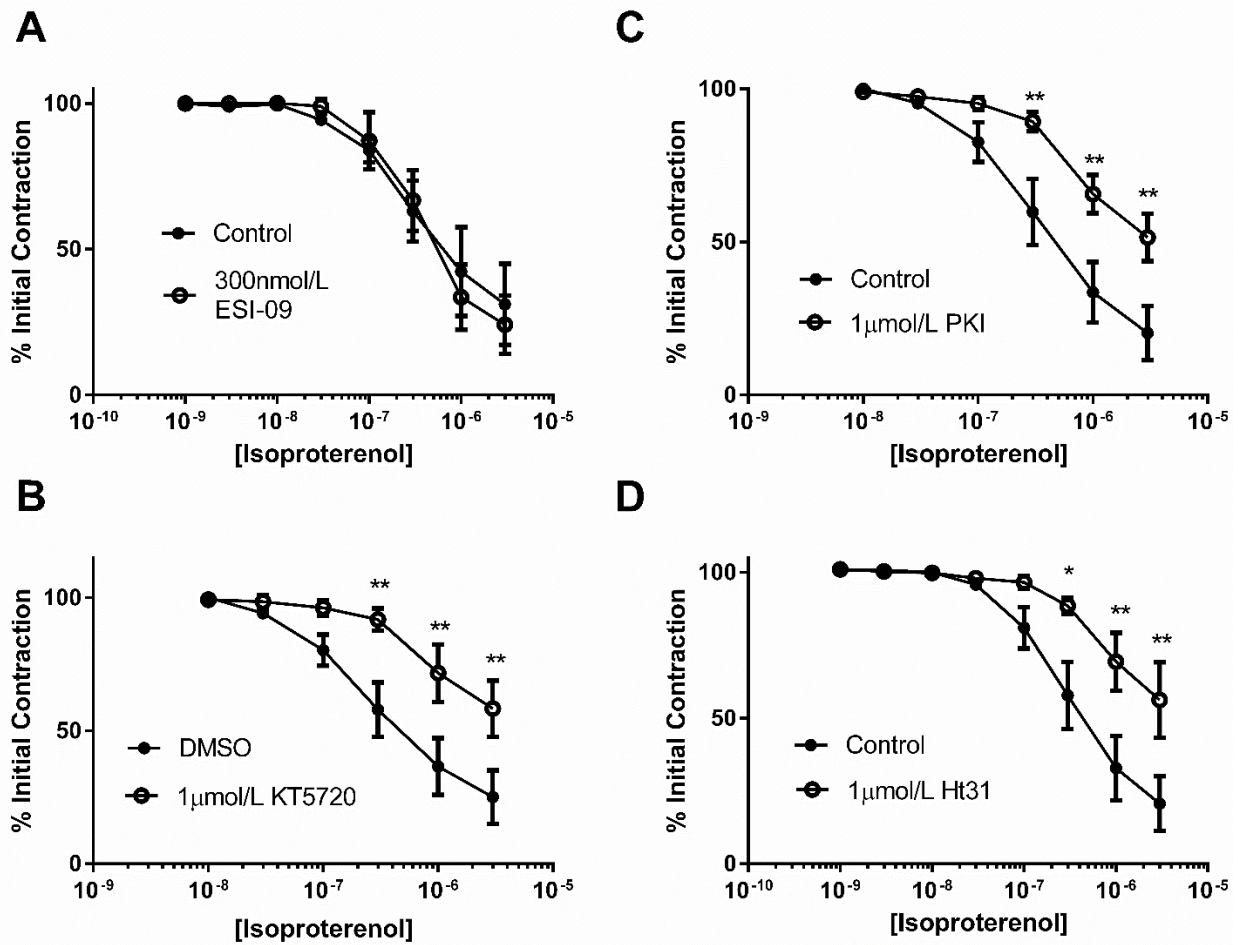 A
% Initial Contraction
100
50
0
Control
300nmol/L
ESI-09
10-10
10-9
10-8
10-7
10-6
10-5
[Isoproterenol]
C
% Initial Contraction
100
50
0
**
**
**
Control
1μmol/L PKI
10-9
10-8
10-7
10-6
10-5
[Isoproterenol]
B
% Initial Contraction
100
50
0
**
**
**
DMSO
1μmol/L KT5720
10-9
10-8
10-7
10-6
10-5
[Isoproterenol]
D
% Initial Contraction
100
50
0
*
**
**
Control
1μmol/L Ht31
10-10
10-9
10-8
10-7
10-6
10-5
[Isoproterenol]